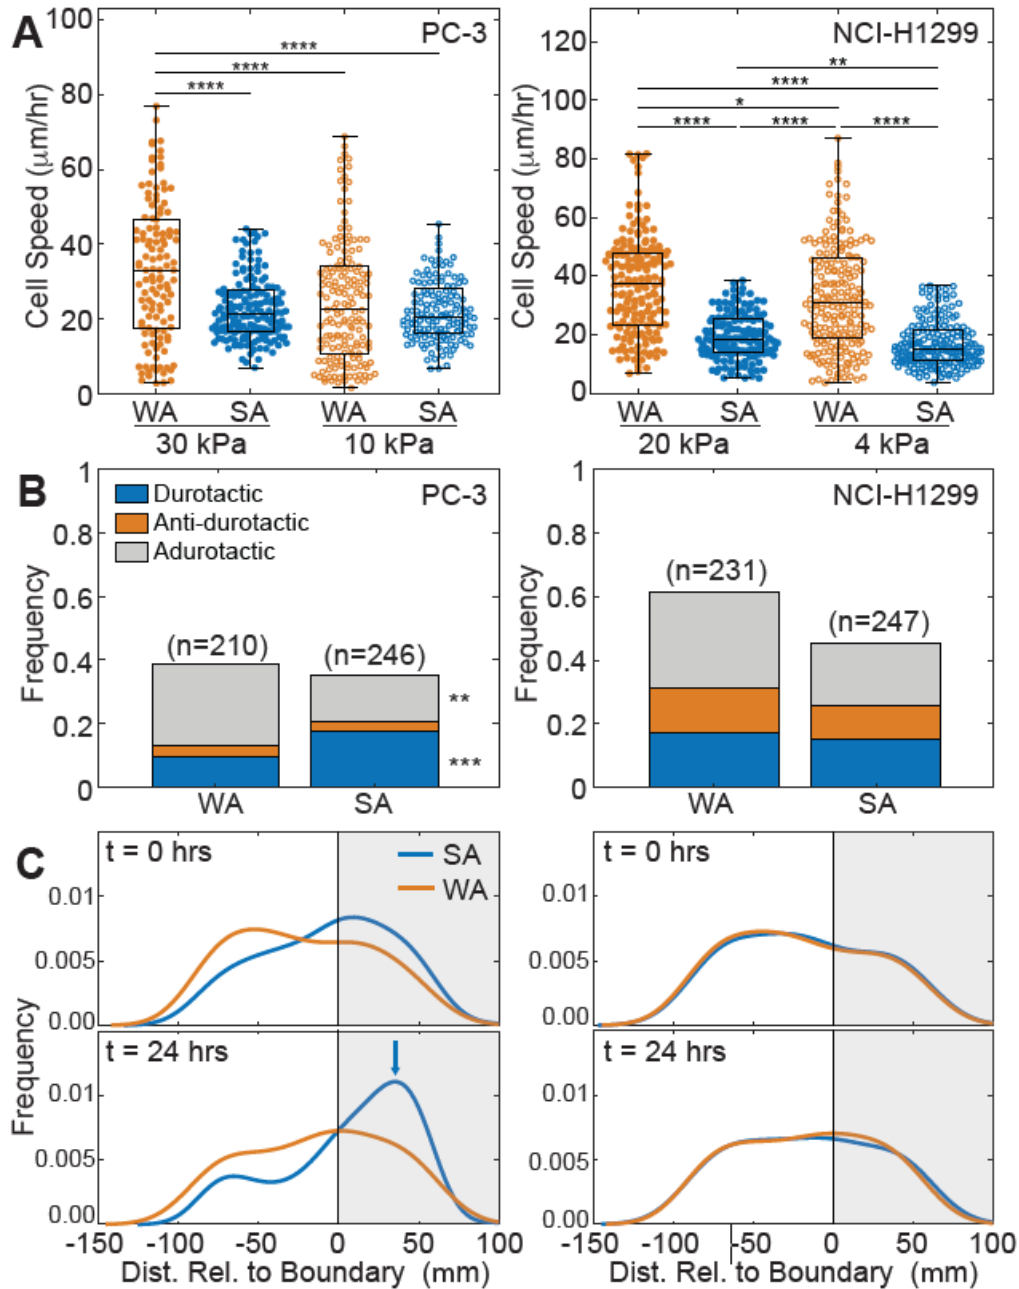 A
PC-3
NCI-H1299
Cell Speed (μm/hr)
100
80
60
40
20
0
****
****
****
WA SA WA SA
30 kPa 10 kPa
Cell Speed (μm/hr)
120
100
80
60
40
20
0
**
****
*
**** **** ****
WA SA WA SA
20 kPa 4 kPa
B
PC-3
Durotactic
Anti-durotactic
Adurotactic
Frequency
1
0.8
0.6
0.4
0.2
0
(n=210)
(n=246)
**
***
WA SA
NCI-H1299
Frequency
1
0.8
0.6
0.4
0.2
0
(n=231)
(n=247)
WA SA
C
t = 0 hrs
SA
WA
0.01
0.005
0.00
t = 0 hrs
0.01
0.005
0.00
Frequency
t = 24 hrs
0.01
0.005
0.00
-150 -100 -50 0 50 100
Dist. Rel. to Boundary (mm)
t = 24 hrs
0.01
0.005
0.00
-150 -100 -50 0 50 100
Dist. Rel. to Boundary (mm)